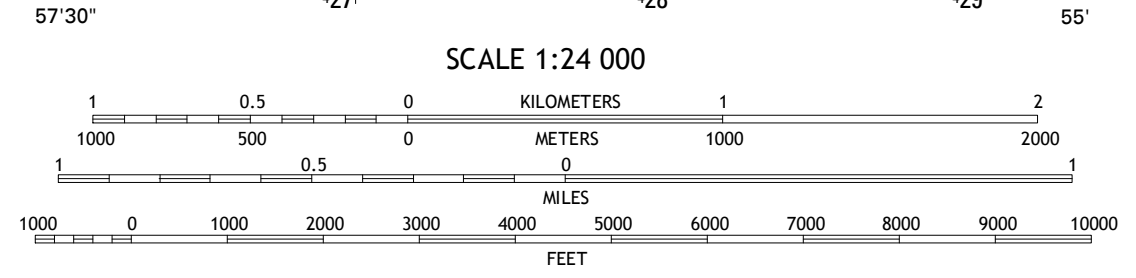 57'30" 55'
SCALE 1:24 000
1 0.5 0 KILOMETERS 1 2
1000 500 0 METERS 1000 2000
1 0.5 0 1
MILES
1000 0 1000 2000 3000 4000 5000 6000 7000 8000 9000 10000
FEET